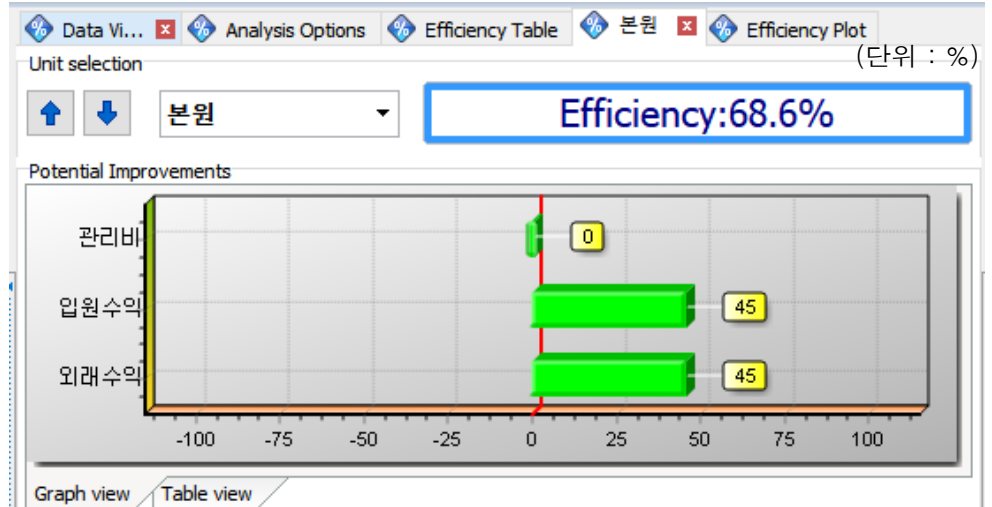 Data Vi... Analysis Options Efficiency Table 본원 Efficiency Plot
(단위 : %)
Unit selection
본원
Efficiency:68.6%
Potential Improvements
관리비 0
입원수익 45
외래수익 45
-100 -75 -50 -25 0 25 50 75 100
Graph view Table view